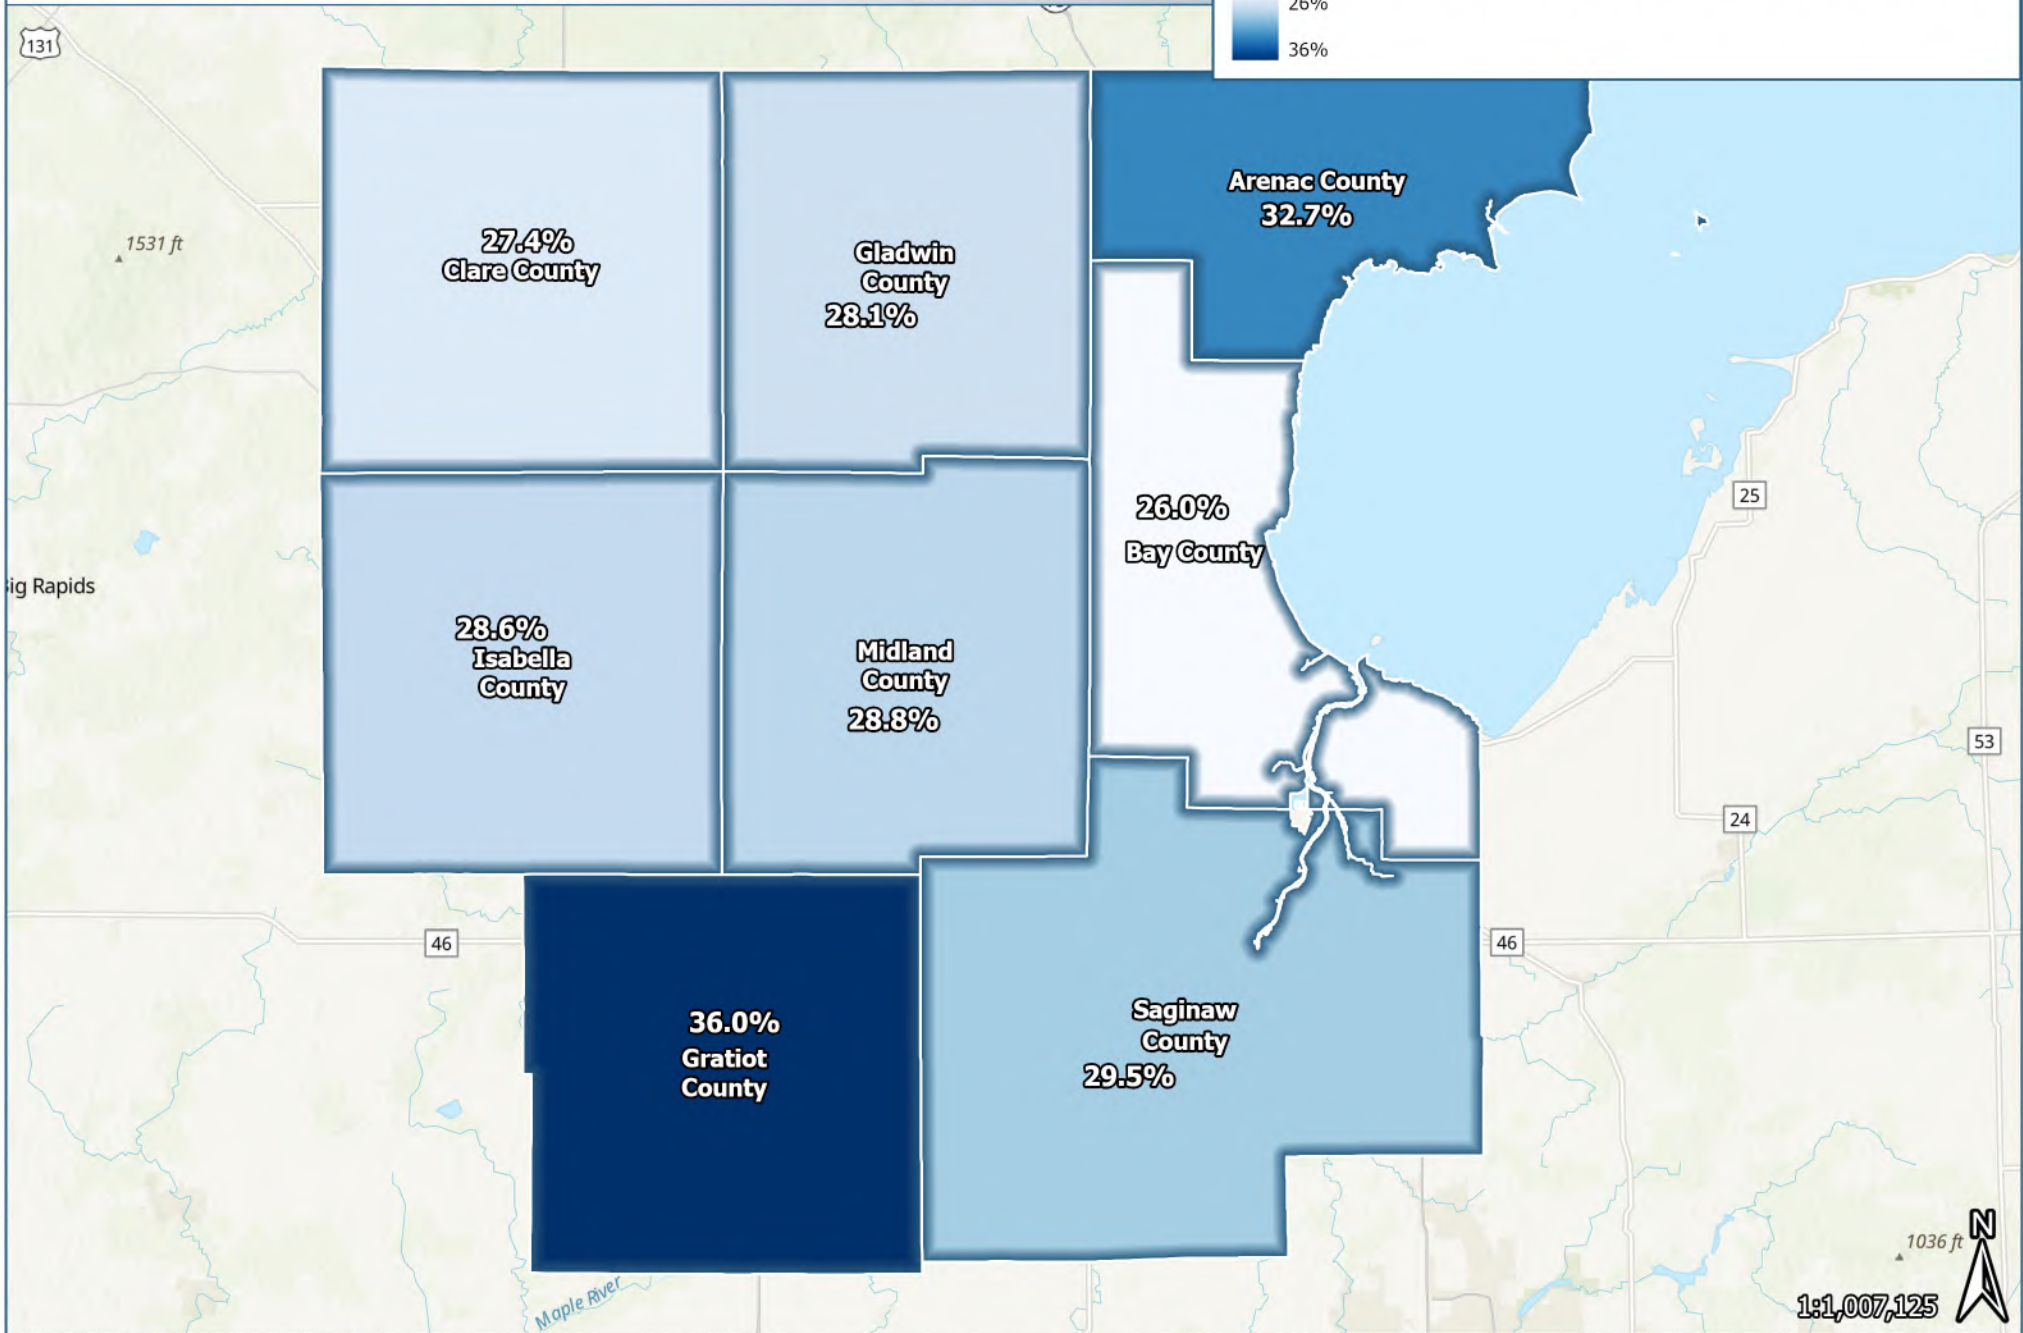 26%
36%
131
1531 ft
27.4%
Clare County
Gladwin
County
28.1%
Arenac County
32.7%
26.0%
Bay County
25
ig Rapids
28.6%
Isabella
County
Midland
County
28.8%
53
24
46
46
36.0%
Gratiot
County
Saginaw
County
29.5%
Maple River
N
1036 ft
1:1,007,125